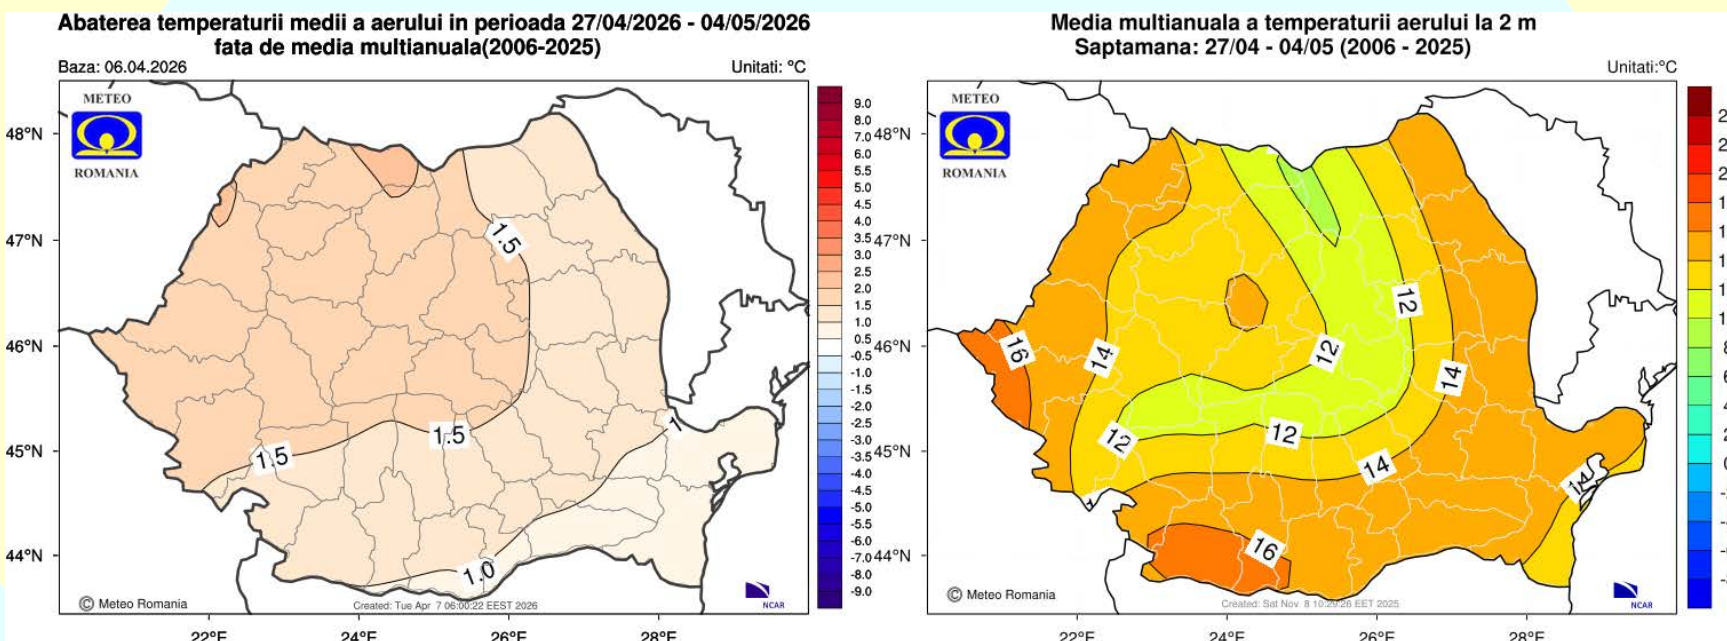 Abaterea temperaturii medii a aerului in perioada 27/04/2026 - 04/05/2026
fata de media multianuala(2006-2025)
Baza: 06.04.2026
Unitati: °C
METEO
ROMANIA
48°N
47°N
46°N
45°N
44°N
1.5
1.5
1.5
1
1.0
9.0
8.0
7.0
6.0
5.5
5.0
4.5
4.0
3.5
3.0
2.5
2.0
1.5
1.0
0.5
-0.5
-1.0
-1.5
-2.0
-2.5
-3.0
-3.5
-4.0
-4.5
-5.0
-5.5
-6.0
-7.0
-8.0
-9.0
© Meteo Romania
Created: Tue Apr 7 06:00:22 EEST 2026
NCAR
22°E
24°E
26°E
28°E
Media multianuala a temperaturii aerului la 2 m
Saptamana: 27/04 - 04/05 (2006 - 2025)
Unitati:°C
METEO
ROMANIA
48°N
47°N
46°N
45°N
44°N
12
16
14
12
14
12
12
14
14
16
© Meteo Romania
Created: Sat Nov 8 10:29:26 EET 2025
NCAR
22°E
24°E
26°E
28°E